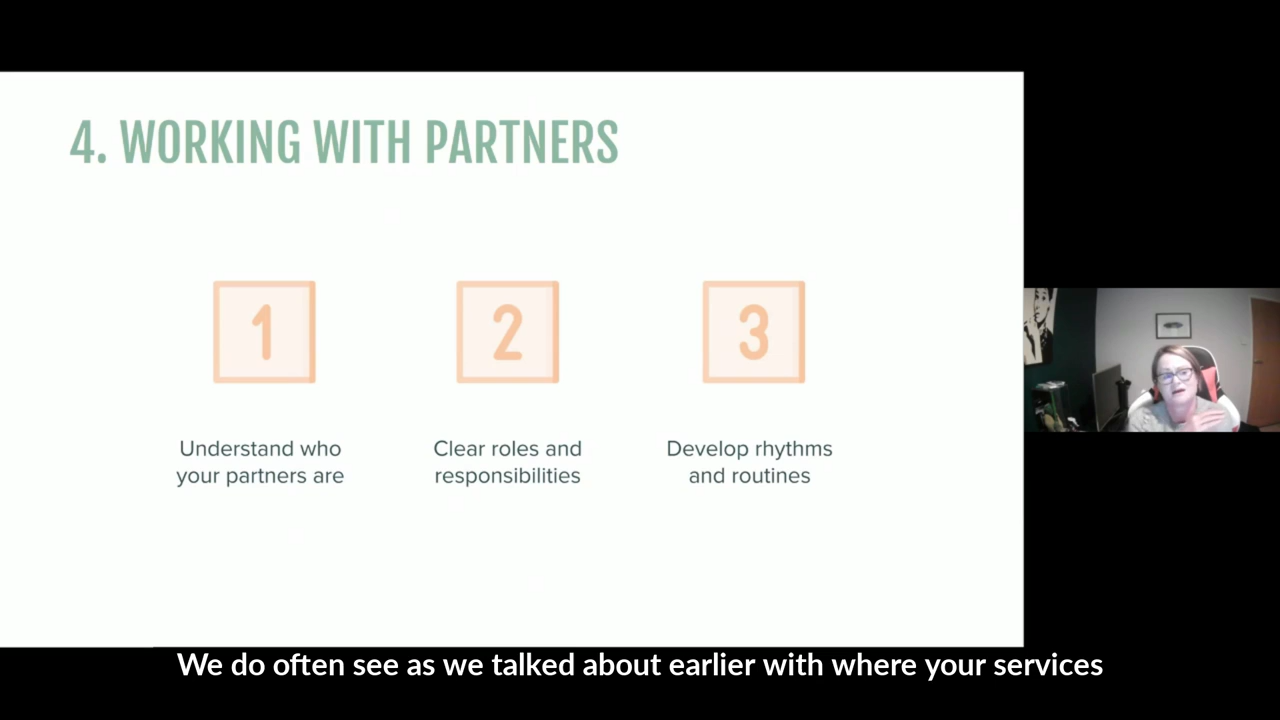 4. WORKING WITH PARTNERS
1
2
3
Understand who
your partners are
Clear roles and
responsibilities
Develop rhythms
and routines
We do often see as we talked about earlier with where your services